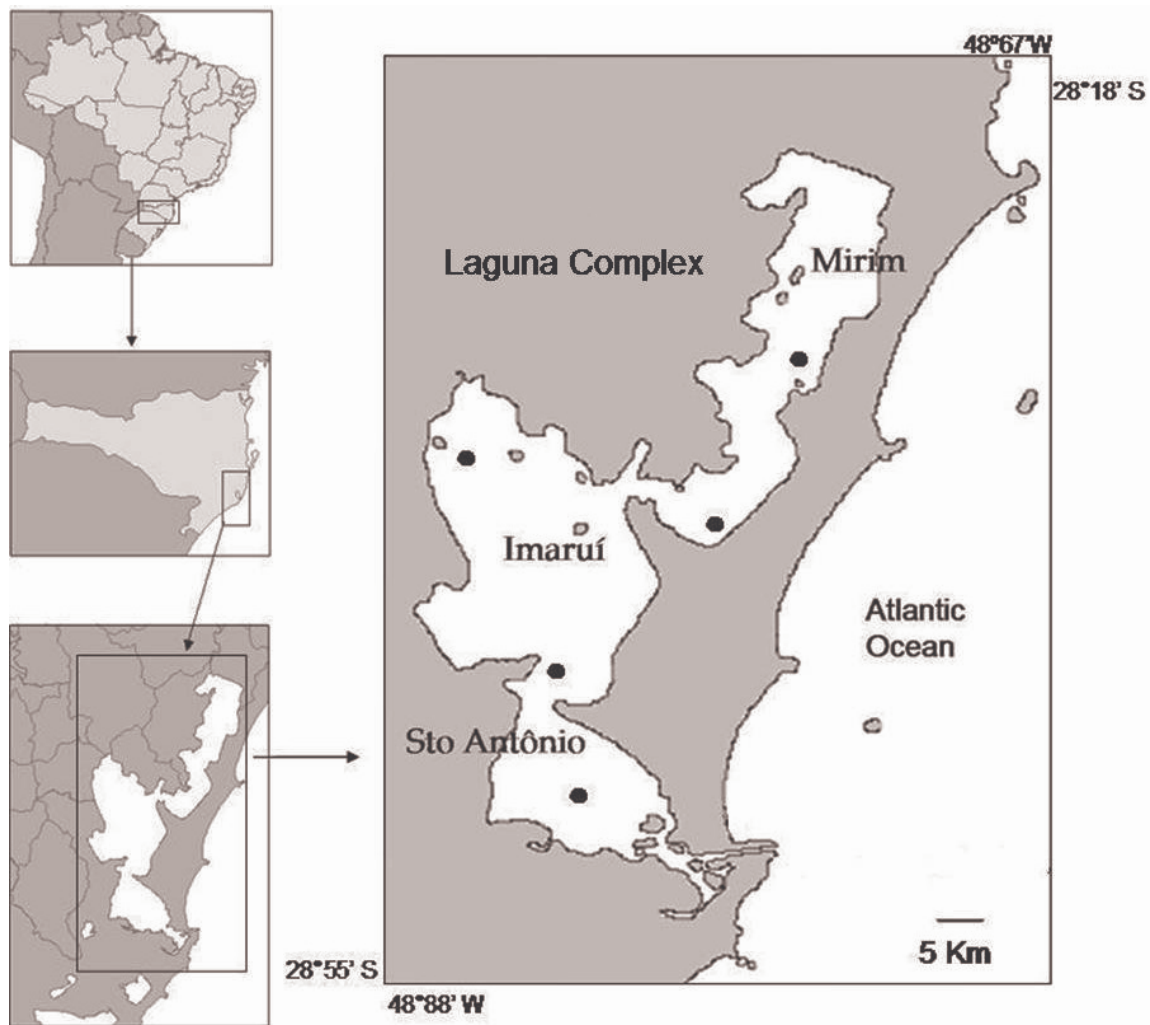 48°67'W
28°18' S
Laguna Complex
Mirim
Imaruí
Atlantic
Ocean
Sto Antônio
5 Km
28°55' S
48°88' W